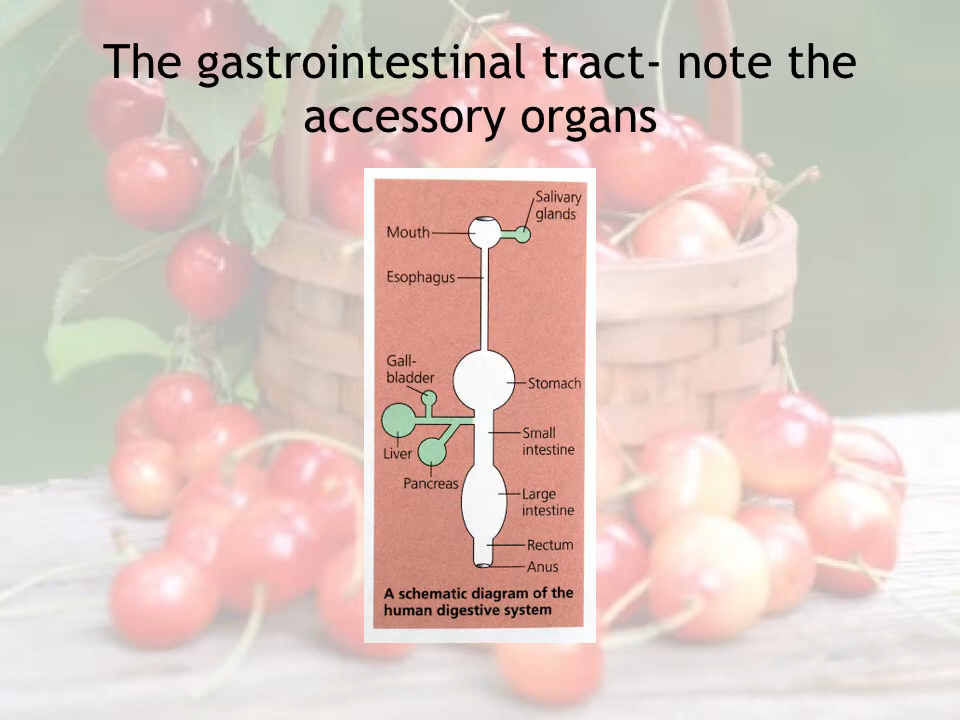 The gastrointestinal tract- note the
accessory organs
Salivary
glands
Mouth
Esophagus
Gall-
bladder
Stomach
Small
intestine
Liver
Pancreas
Large
intestine
Rectum
Anus
A schematic diagram of the
human digestive system